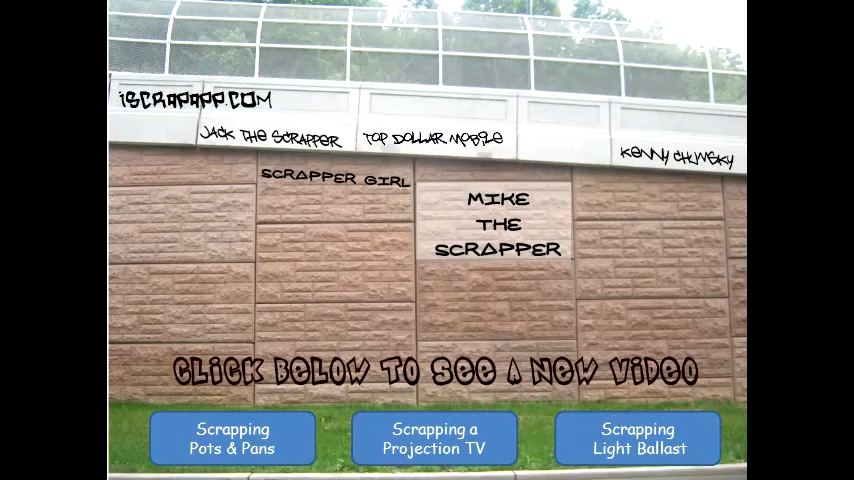 iSCRAPAPP.COM
JACK THE SCRAPPER
TOP DOLLAR MOBILE
KENNY CHUMSKY
SCRAPPER GIRL
MIKE
THE
SCRAPPER
CLICK BELOW TO SEE A NEW VIDEO
Scrapping
Pots & Pans
Scrapping a
Projection TV
Scrapping
Light Ballast